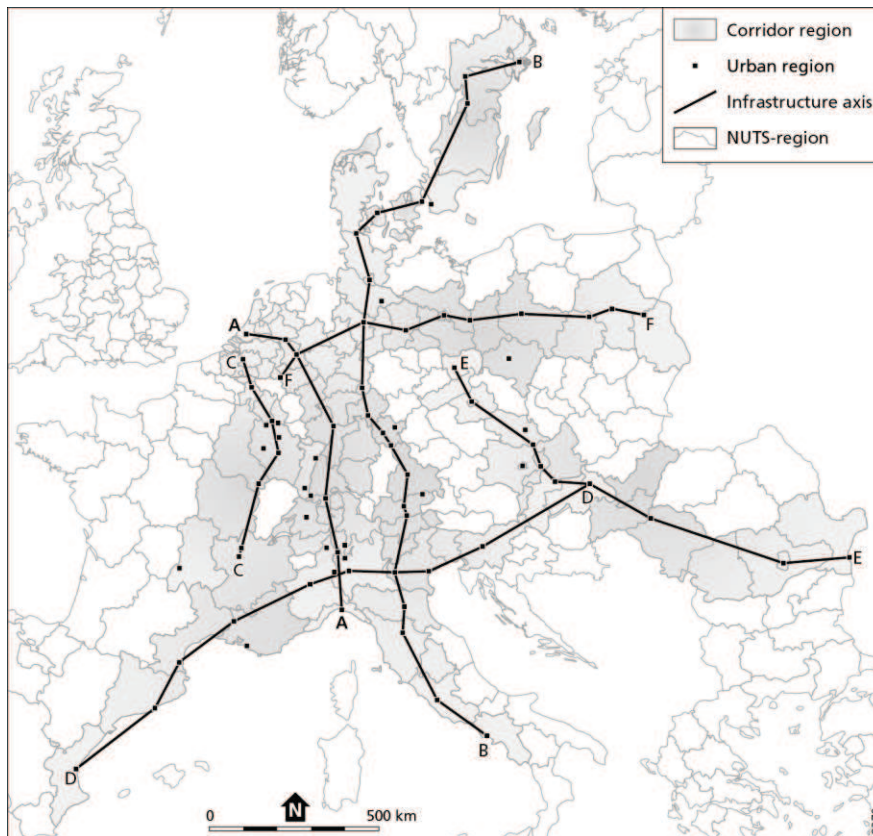 Corridor region
Urban region
Infrastructure axis
NUTS-region
B
A
C
F
E
F
D
E
C
A
B
D
N
0 500 km